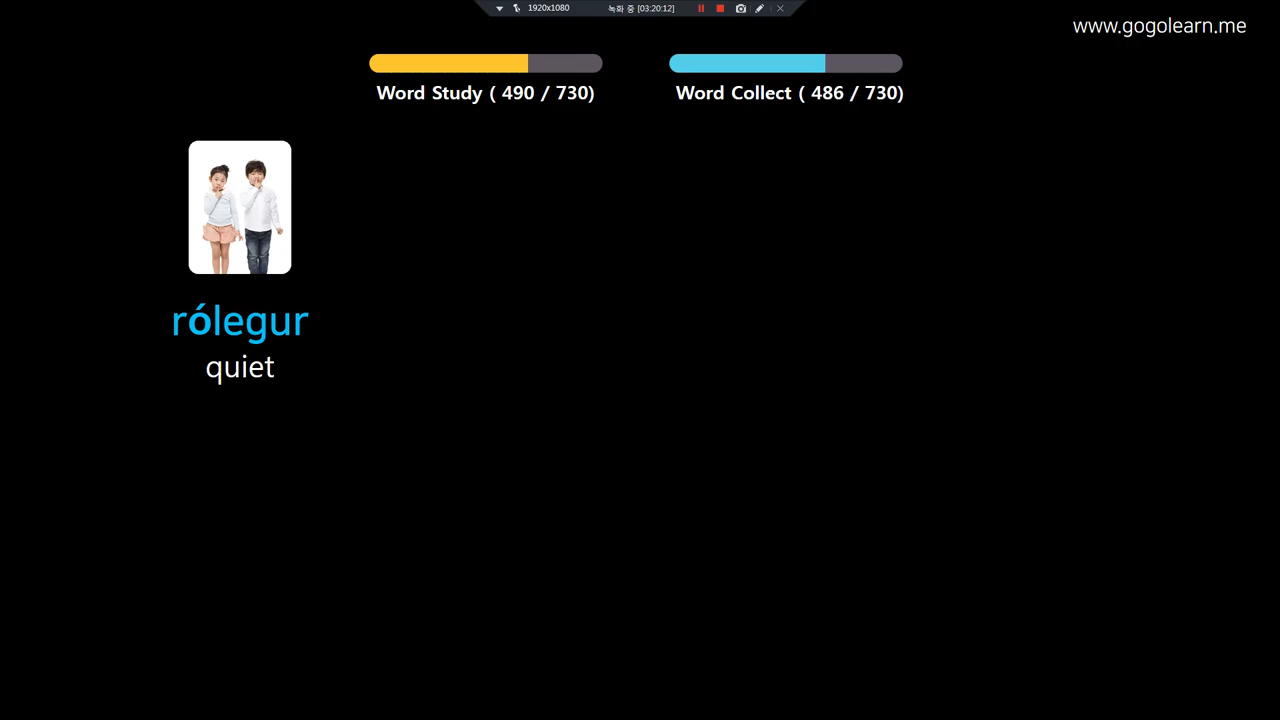 1920x1080 녹화 중 [03:20:12]
www.gogolearn.me
Word Study ( 490 / 730)
Word Collect ( 486 / 730)
rólegur
quiet